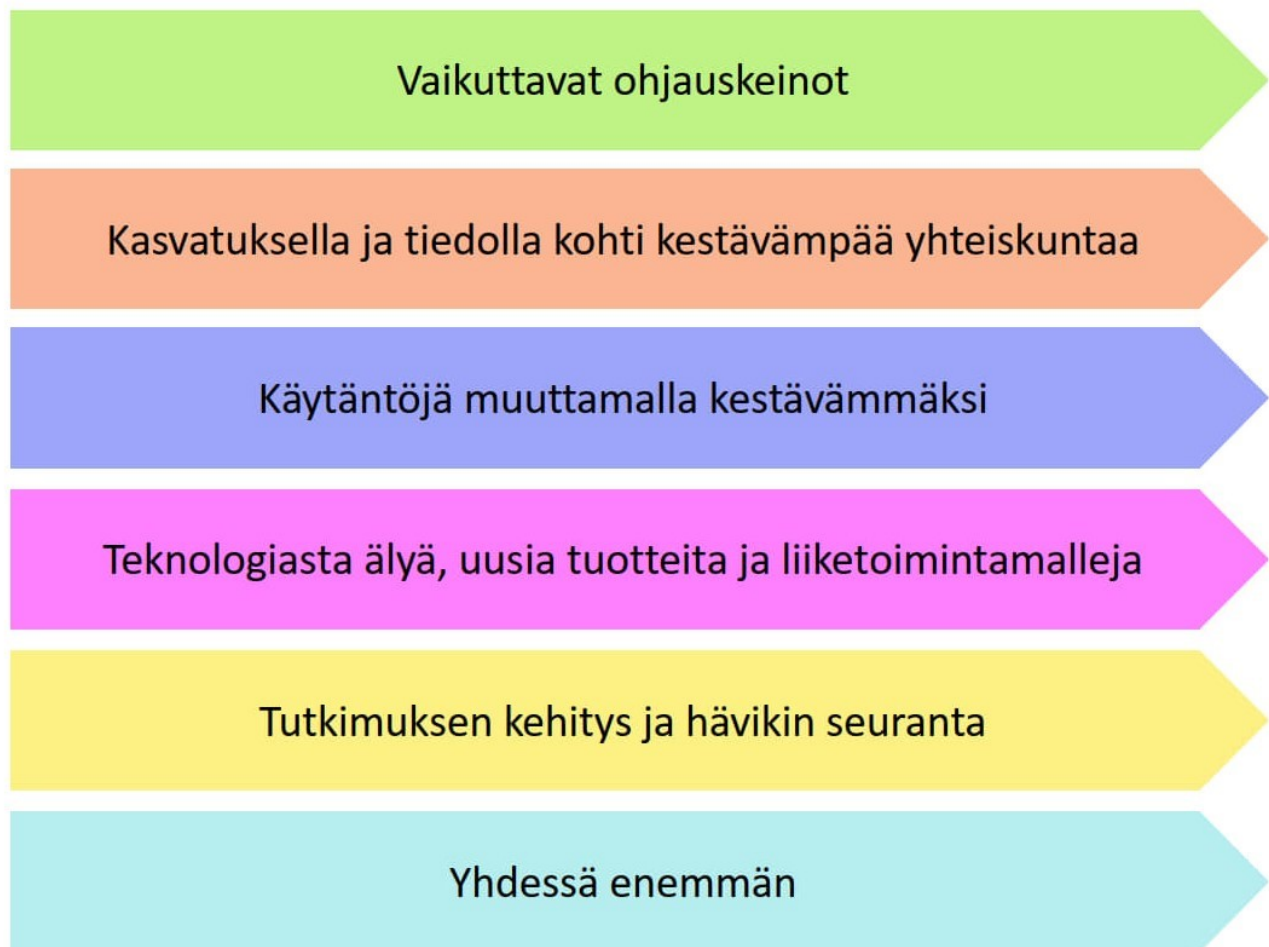 Vaikuttavat ohjauskeinot
Kasvatuksella ja tiedolla kohti kestävämpää yhteiskuntaa
Käytäntöjä muuttamalla kestävämmäksi
Teknologiasta älyä, uusia tuotteita ja liiketoimintamalleja
Tutkimuksen kehitys ja hävikin seuranta
Yhdessä enemmän